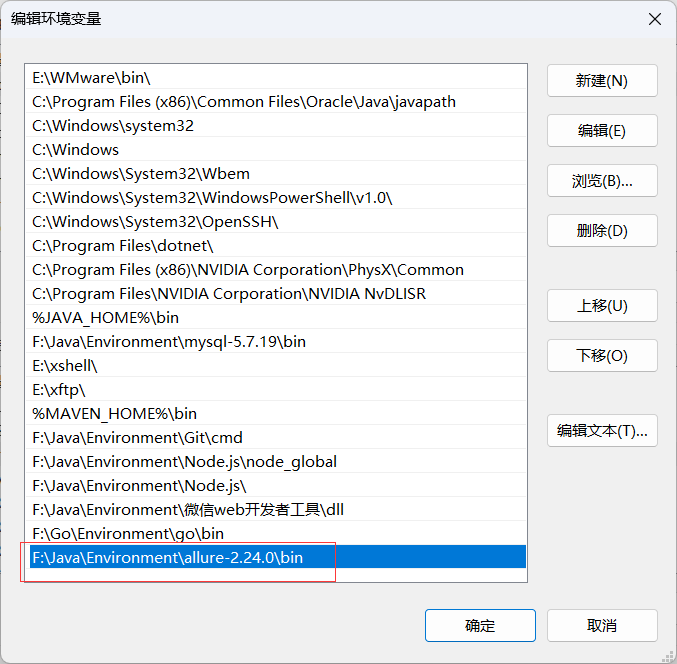 编辑环境变量
E:\WMware\bin\
新建(N)
C:\Program Files (x86)\Common Files\Oracle\Java\javapath
C:\Windows\system32
编辑(E)
C:\Windows
C:\Windows\System32\Wbem
浏览(B)...
C:\Windows\System32\WindowsPowerShell\v1.0\
C:\Windows\System32\OpenSSH\
删除(D)
C:\Program Files\dotnet\
C:\Program Files (x86)\NVIDIA Corporation\PhysX\Common
C:\Program Files\NVIDIA Corporation\NVIDIA NvDLISR
上移(U)
%JAVA_HOME%\bin
F:\Java\Environment\mysql-5.7.19\bin
下移(O)
E:\xshell\
E:\xftp\
%MAVEN_HOME%\bin
编辑文本(T)...
F:\Java\Environment\Git\cmd
F:\Java\Environment\Node.js\node_global
F:\Java\Environment\Node.js\
F:\Java\Environment\微信web开发者工具\dll
F:\Go\Environment\go\bin
F:\Java\Environment\allure-2.24.0\bin
确定
取消